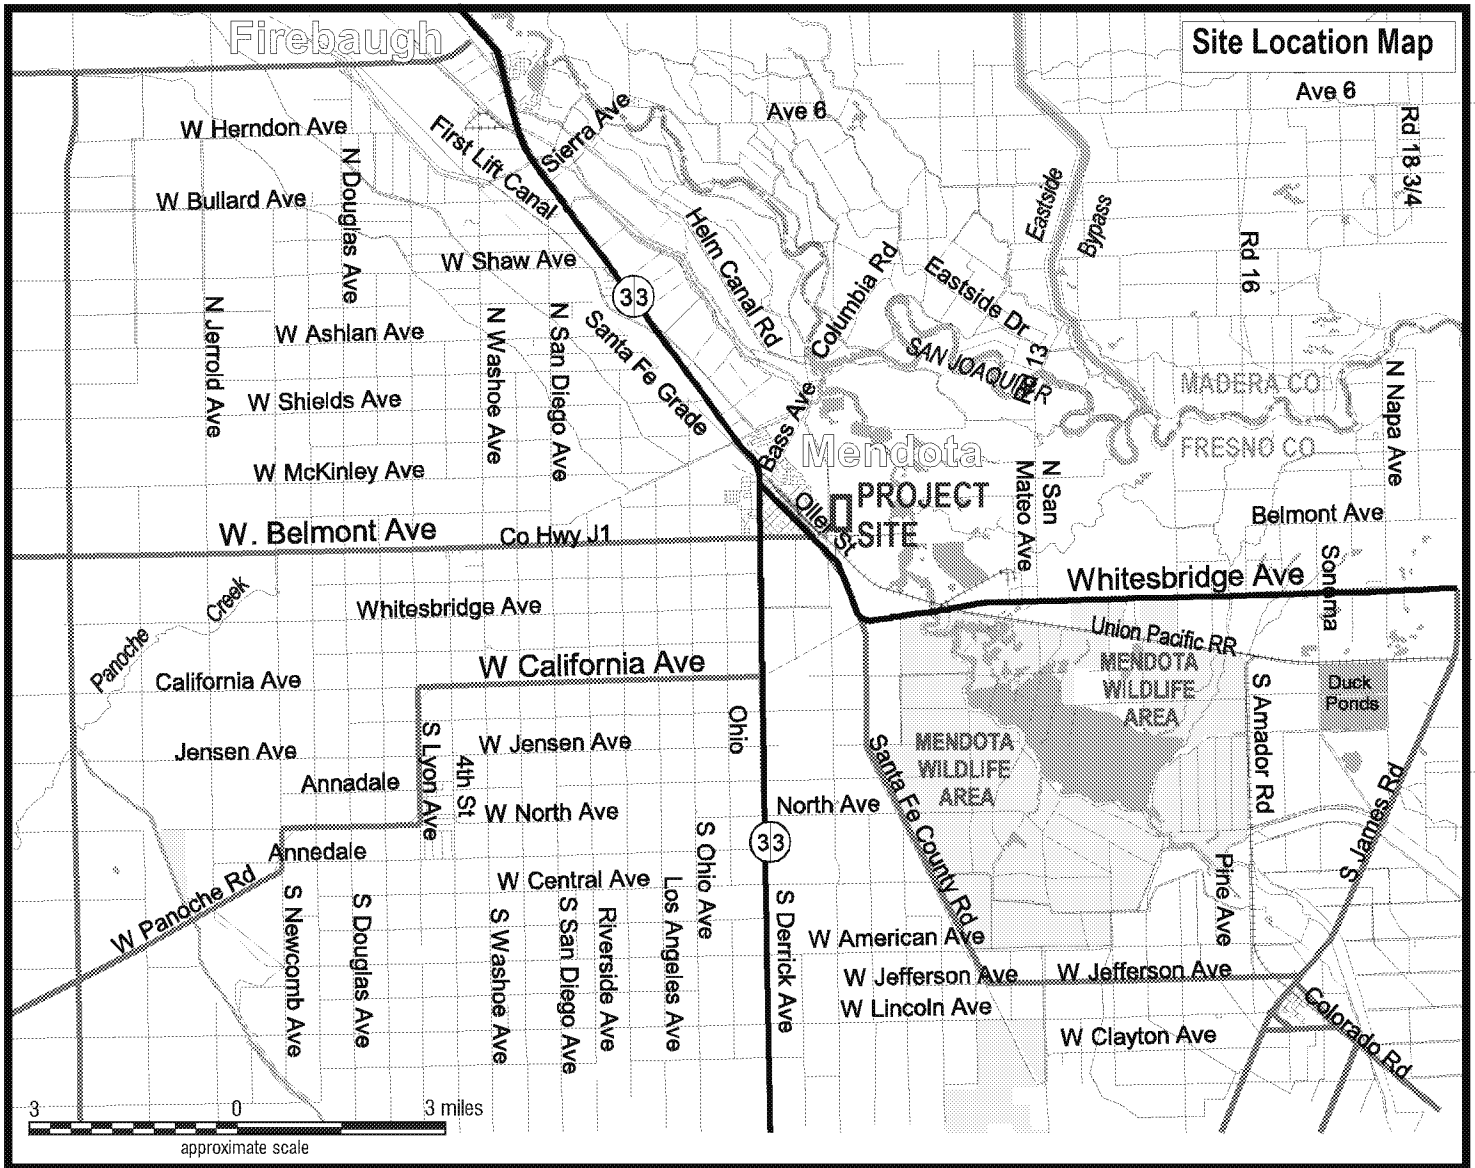 Firebaugh
Site Location Map
Ave 6
Ave 6
Rd 18 3/4
W Herndon Ave
First Lift Canal
Sierra Ave
N Douglas Ave
W Bullard Ave
Eastside
Bypass
Helm Canal Rd
Columbia Rd
Rd 16
W Shaw Ave
Eastside Dr
33
N Jerrold Ave
W Ashlan Ave
N Washoe Ave
N San Diego Ave
Santa Fe Grade
SAN JOAQUIN R
13
MADERA CO
N Napa Ave
W Shields Ave
Bass Ave
Mendota
FRESNO CO
W McKinley Ave
N San
Mateo Ave
PROJECT
SITE
Oller St
Belmont Ave
W. Belmont Ave
Co Hwy J1
Sonoma
Whitesbridge Ave
Panoche
Creek
Whitesbridge Ave
Union Pacific RR
W California Ave
MENDOTA
WILDLIFE
AREA
California Ave
S Amador Rd
Duck
Ponds
Ohio
S Lyon Ave
W Jensen Ave
Jensen Ave
4th St
Santa Fe County Rd
MENDOTA
WILDLIFE
AREA
Annadale
W North Ave
North Ave
S James Rd
33
S Ohio Ave
Annedale
Pine Ave
W Central Ave
W Panoche Rd
S Newcomb Ave
S Douglas Ave
S Washoe Ave
S San Diego Ave
Riverside Ave
Los Angeles Ave
S Derrick Ave
W American Ave
W Jefferson Ave
W Jefferson Ave
W Lincoln Ave
Colorado Rd
W Clayton Ave
3 0 3 miles
approximate scale